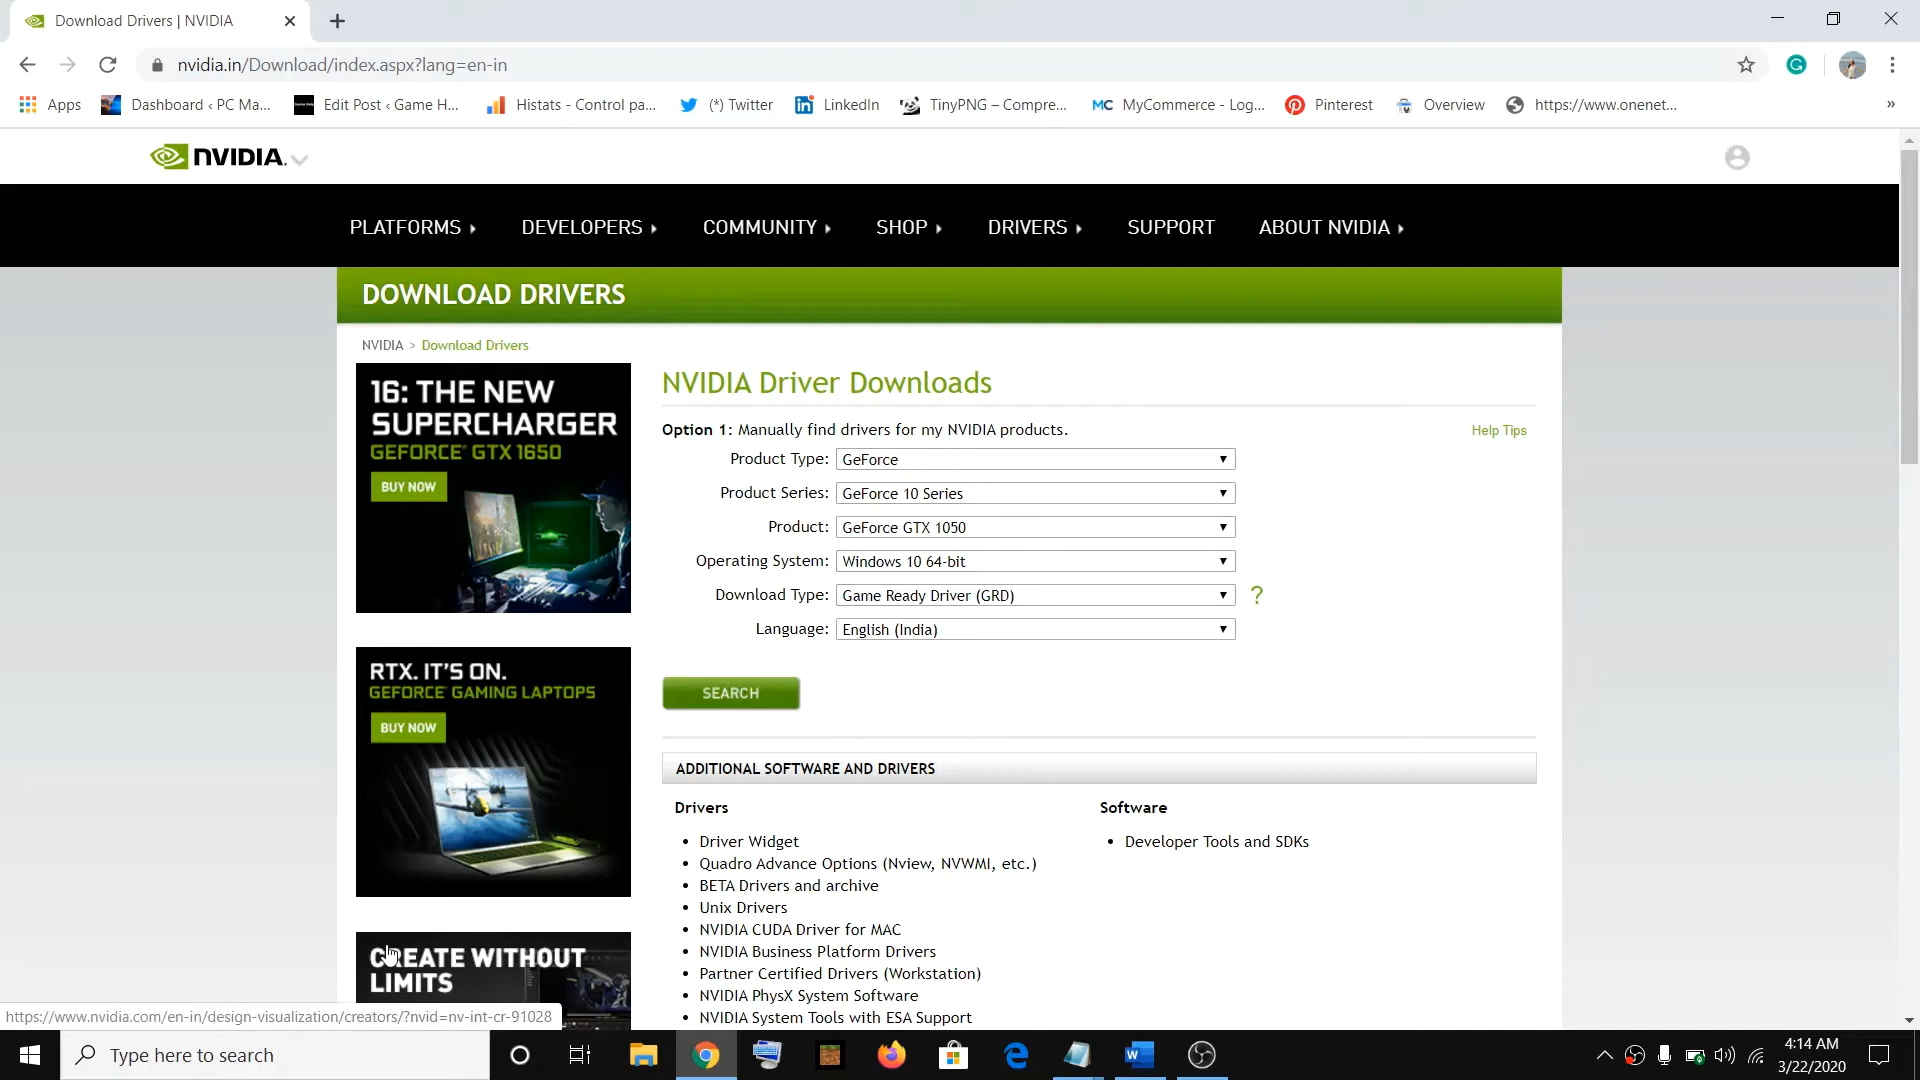 Download Drivers | NVIDIA
nvidia.in/Download/index.aspx?lang=en-in
Apps Dashboard ‹ PC Ma... Edit Post ‹ Game H... Histats - Control pa... (*) Twitter LinkedIn TinyPNG – Compre... MC MyCommerce - Log... Pinterest Overview https://www.onenet... »
NVIDIA.
PLATFORMS DEVELOPERS COMMUNITY SHOP DRIVERS SUPPORT ABOUT NVIDIA
DOWNLOAD DRIVERS
NVIDIA > Download Drivers
16: THE NEW
SUPERCHARGER
GEFORCE® GTX 1650
BUY NOW
RTX. IT'S ON.
GEFORCE® GAMING LAPTOPS
BUY NOW
CREATE WITHOUT
LIMITS
NVIDIA Driver Downloads
Option 1: Manually find drivers for my NVIDIA products.
Help Tips
Product Type: GeForce
Product Series: GeForce 10 Series
Product: GeForce GTX 1050
Operating System: Windows 10 64-bit
Download Type: Game Ready Driver (GRD) ?
Language: English (India)
SEARCH
ADDITIONAL SOFTWARE AND DRIVERS
Drivers
• Driver Widget
• Quadro Advance Options (Nview, NVWMI, etc.)
• BETA Drivers and archive
• Unix Drivers
• NVIDIA CUDA Driver for MAC
• NVIDIA Business Platform Drivers
• Partner Certified Drivers (Workstation)
• NVIDIA PhysX System Software
• NVIDIA System Tools with ESA Support
Software
• Developer Tools and SDKs
https://www.nvidia.com/en-in/design-visualization/creators/?nvid=nv-int-cr-91028
Type here to search
4:14 AM
3/22/2020